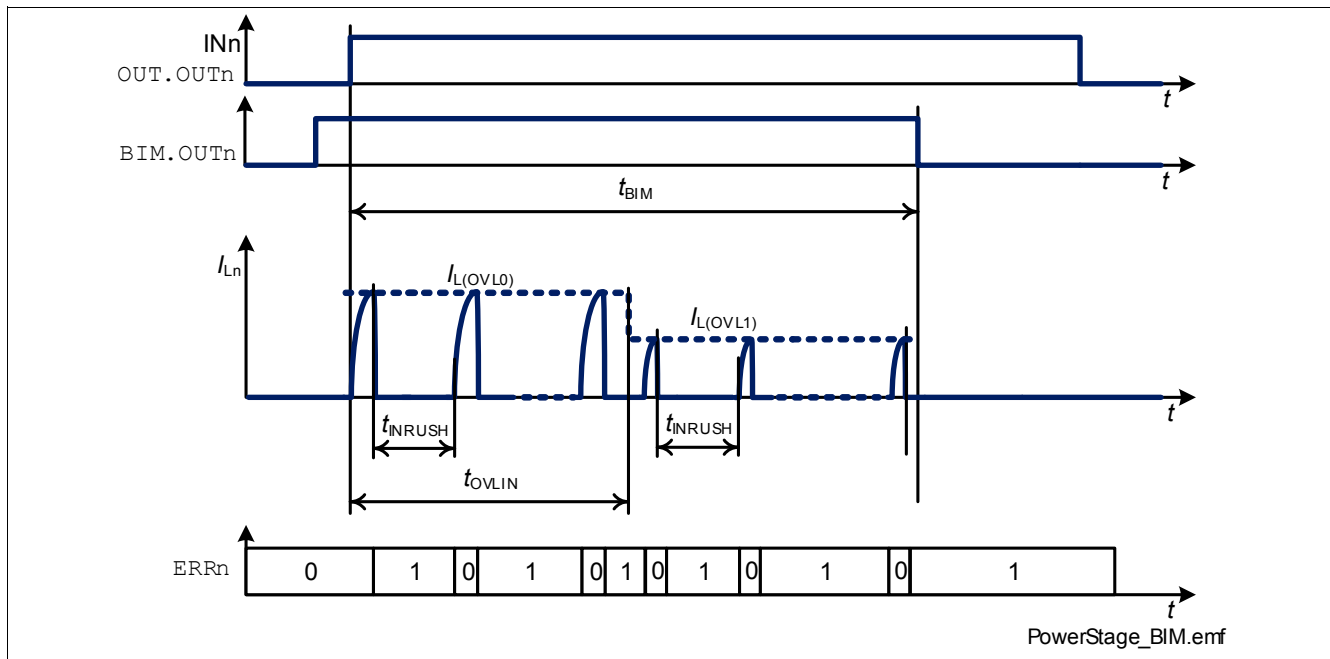 INn
OUT.OUTn
t
BIM.OUTn
t
tBIM
ILn
IL(OVL0)
IL(OVL1)
t
tINRUSH
tINRUSH
tOVLIN
ERRn
0 1 0 1 0 1 0 1 0 1 0 1
t
PowerStage_BIM.emf